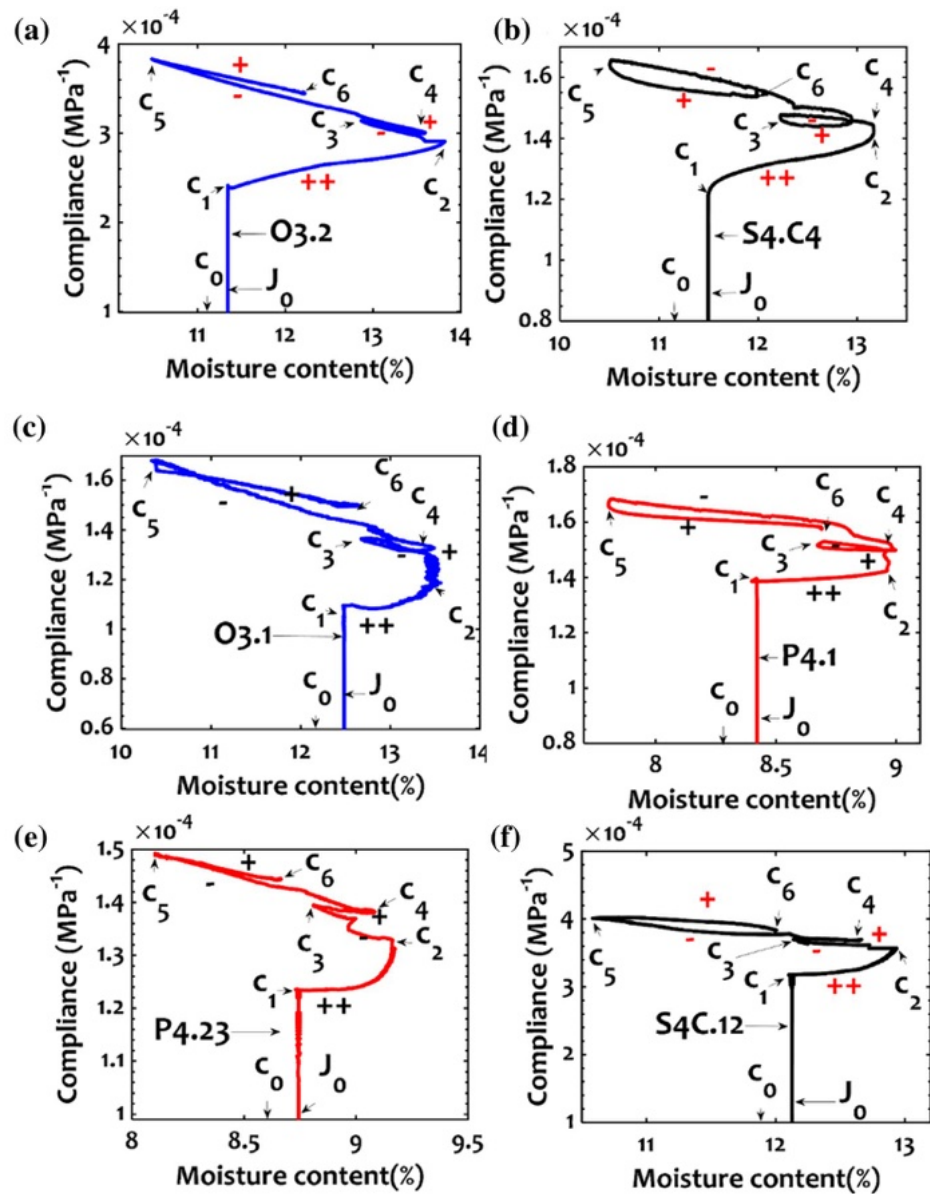 (a)
×10⁻⁴
Compliance (MPa⁻¹)
4
3
2
1
+
-
c₅
c₆
c₄
c₃
+
-
c₁
++
c₂
O3.2
c₀
J₀
11
12
13
14
Moisture content(%)
(b)
×10⁻⁴
Compliance (MPa⁻¹)
1.6
1.4
1.2
1
0.8
-
c₆
c₄
c₅
+
c₃
-
+
c₁
++
c₂
S4.C4
c₀
J₀
10
11
12
13
Moisture content (%)
(c)
×10⁻⁴
Compliance (MPa⁻¹)
1.6
1.4
1.2
1
0.8
0.6
c₅
+
-
c₆
c₄
c₃
-
+
c₁
++
c₂
O3.1
c₀
J₀
10
11
12
13
14
Moisture content(%)
(d)
×10⁻⁴
Compliance (MPa⁻¹)
1.8
1.6
1.4
1.2
1
0.8
-
c₆
c₄
c₅
+
c₃
-
+
c₁
++
c₂
P4.1
c₀
J₀
8
8.5
9
Moisture content(%)
(e)
×10⁻⁴
Compliance (MPa⁻¹)
1.5
1.4
1.3
1.2
1.1
1
c₅
+
-
c₆
c₄
+
c₃
-
c₂
c₁
++
P4.23
c₀
J₀
8
8.5
9
9.5
Moisture content(%)
(f)
×10⁻⁴
Compliance (MPa⁻¹)
5
4
3
2
1
+
c₆
c₄
c₅
-
c₃
-
+
c₁
++
c₂
S4C.12
c₀
J₀
11
12
13
Moisture content(%)